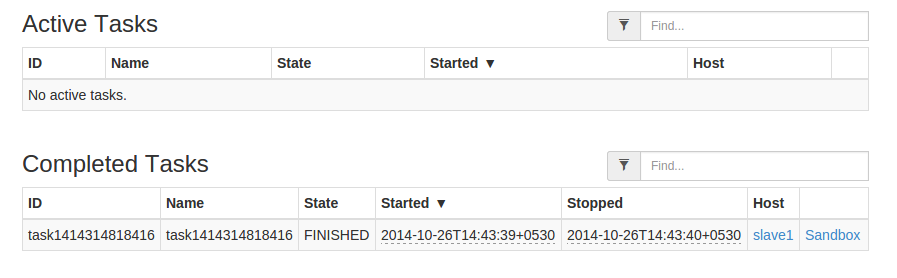 Active Tasks
Find...
ID Name State Started ▼ Host
No active tasks.
Completed Tasks
Find...
ID Name State Started ▼ Stopped Host
task1414314818416 task1414314818416 FINISHED 2014-10-26T14:43:39+0530 2014-10-26T14:43:40+0530 slave1 Sandbox